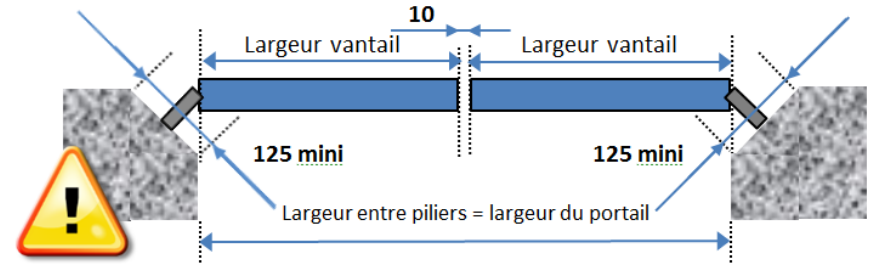 10
Largeur vantail
Largeur vantail
125 mini
125 mini
Largeur entre piliers = largeur du portail